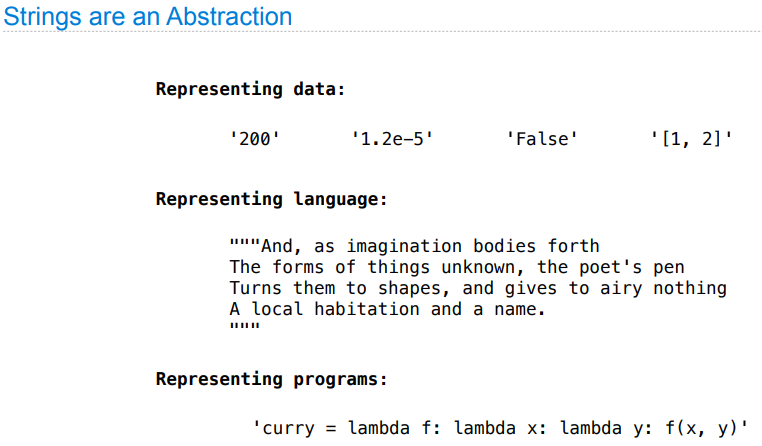 Strings are an Abstraction
Representing data:
'200' '1.2e-5' 'False' '[1, 2]'
Representing language:
"""And, as imagination bodies forth
The forms of things unknown, the poet's pen
Turns them to shapes, and gives to airy nothing
A local habitation and a name.
"""
Representing programs:
'curry = lambda f: lambda x: lambda y: f(x, y)'